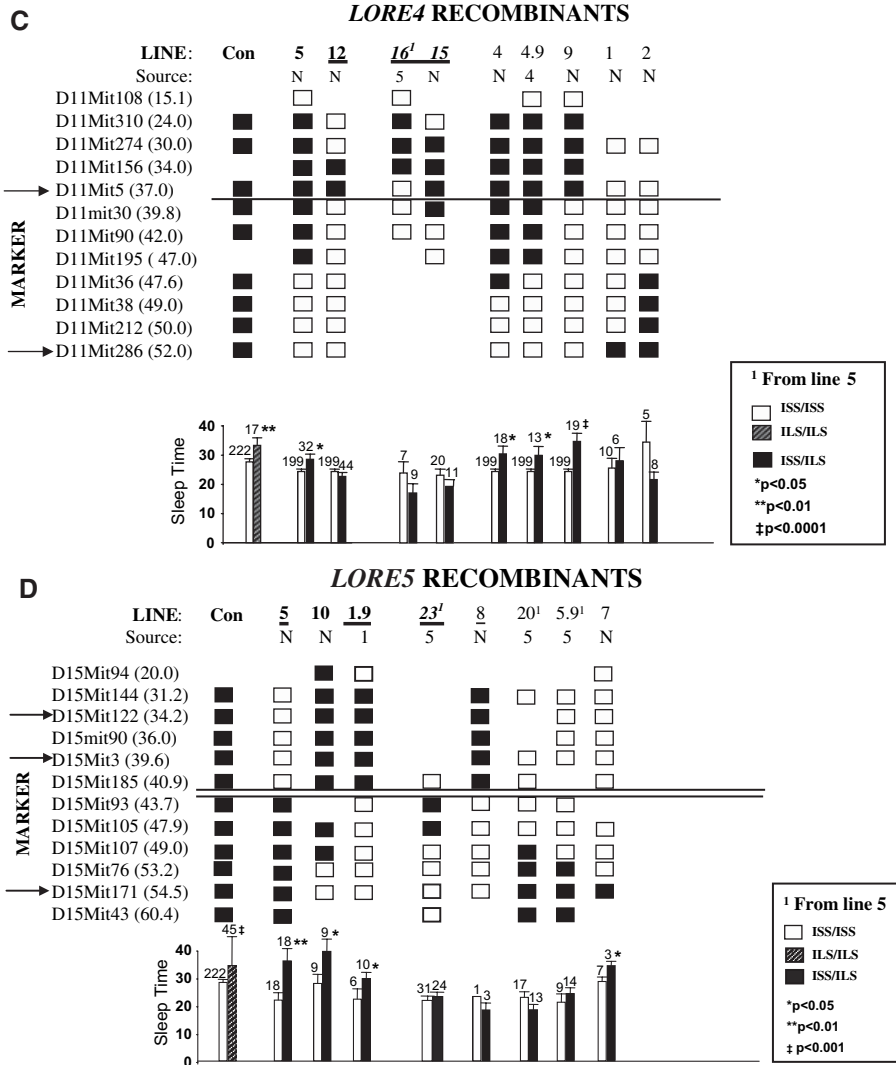 C
LORE4 RECOMBINANTS
LINE: Con 5 12 16¹ 15 4 4.9 9 1 2
Source: N N 5 N N 4 N N N
MARKER
D11Mit108 (15.1)
D11Mit310 (24.0)
D11Mit274 (30.0)
D11Mit156 (34.0)
D11Mit5 (37.0)
D11mit30 (39.8)
D11Mit90 (42.0)
D11Mit195 ( 47.0)
D11Mit36 (47.6)
D11Mit38 (49.0)
D11Mit212 (50.0)
D11Mit286 (52.0)
¹ From line 5
ISS/ISS
ILS/ILS
ISS/ILS
*p<0.05
**p<0.01
‡p<0.0001
Sleep Time
40
30
20
10
0
222 17 ** 199 32 * 199 44 7 9 20 11 199 18 * 199 13 * 199 19 ‡ 10 6 5 8
D
LORE5 RECOMBINANTS
LINE: Con 5 10 1.9 23¹ 8 20¹ 5.9¹ 7
Source: N N 1 5 N 5 5 N
MARKER
D15Mit94 (20.0)
D15Mit144 (31.2)
D15Mit122 (34.2)
D15mit90 (36.0)
D15Mit3 (39.6)
D15Mit185 (40.9)
D15Mit93 (43.7)
D15Mit105 (47.9)
D15Mit107 (49.0)
D15Mit76 (53.2)
D15Mit171 (54.5)
D15Mit43 (60.4)
¹ From line 5
ISS/ISS
ILS/ILS
ISS/ILS
*p<0.05
**p<0.01
‡ p<0.001
Sleep Time
40
30
20
10
0
222 45 ‡ 18 18 ** 9 9 * 6 10 * 31 24 1 3 17 13 9 14 7 3 *